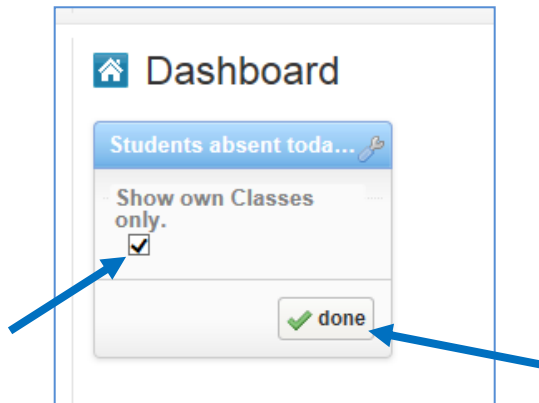 Dashboard
Students absent toda...
Show own Classes
only.
done